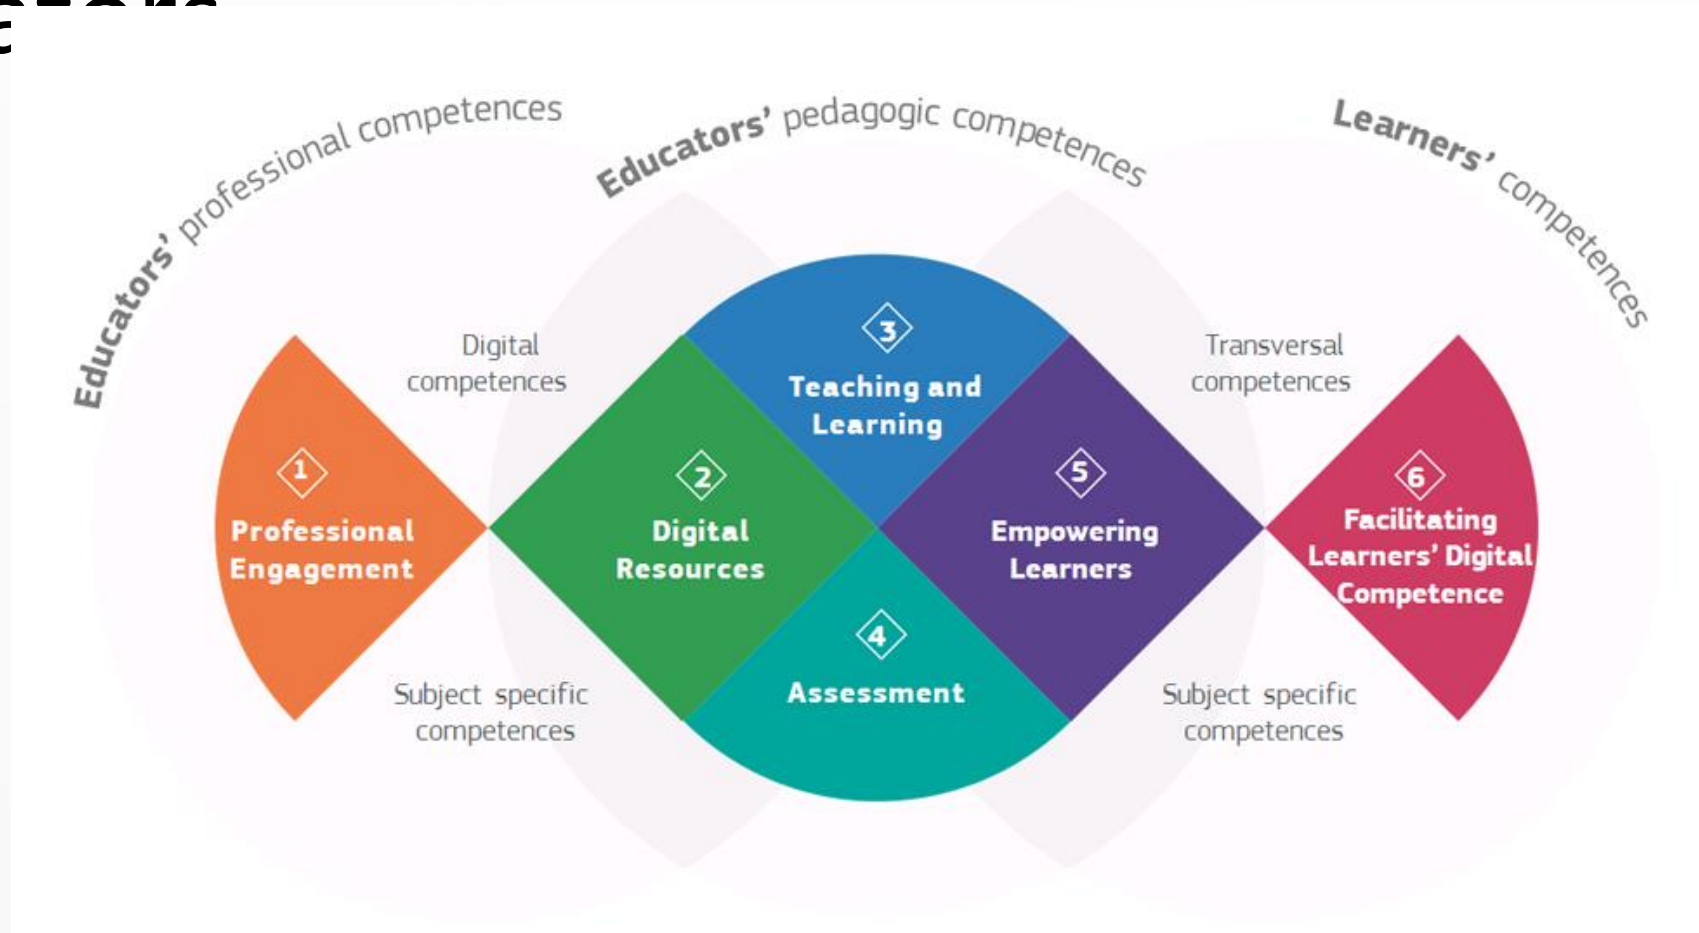 Educators' professional competences
Educators' pedagogic competences
Learners' competences
Digital
competences
Transversal
competences
1
Professional
Engagement
2
Digital
Resources
3
Teaching and
Learning
4
Assessment
5
Empowering
Learners
6
Facilitating
Learners' Digital
Competence
Subject specific
competences
Subject specific
competences